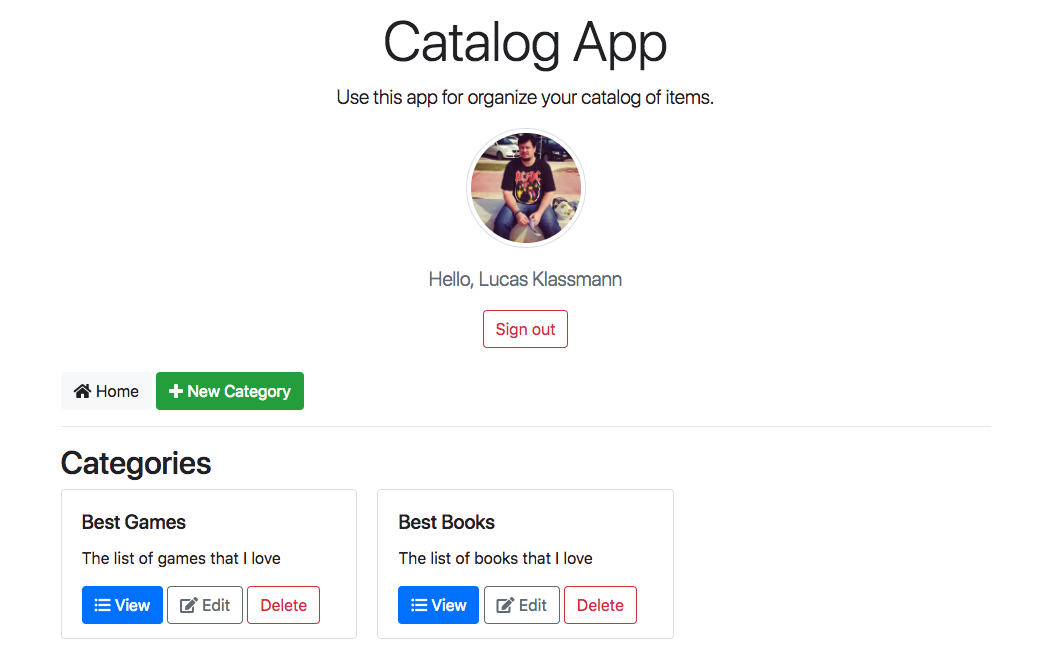 Catalog App
Use this app for organize your catalog of items.
AC/DC
Hello, Lucas Klassmann
Sign out
Home
New Category
Categories
Best Games
The list of games that I love
View
Edit
Delete
Best Books
The list of books that I love
View
Edit
Delete